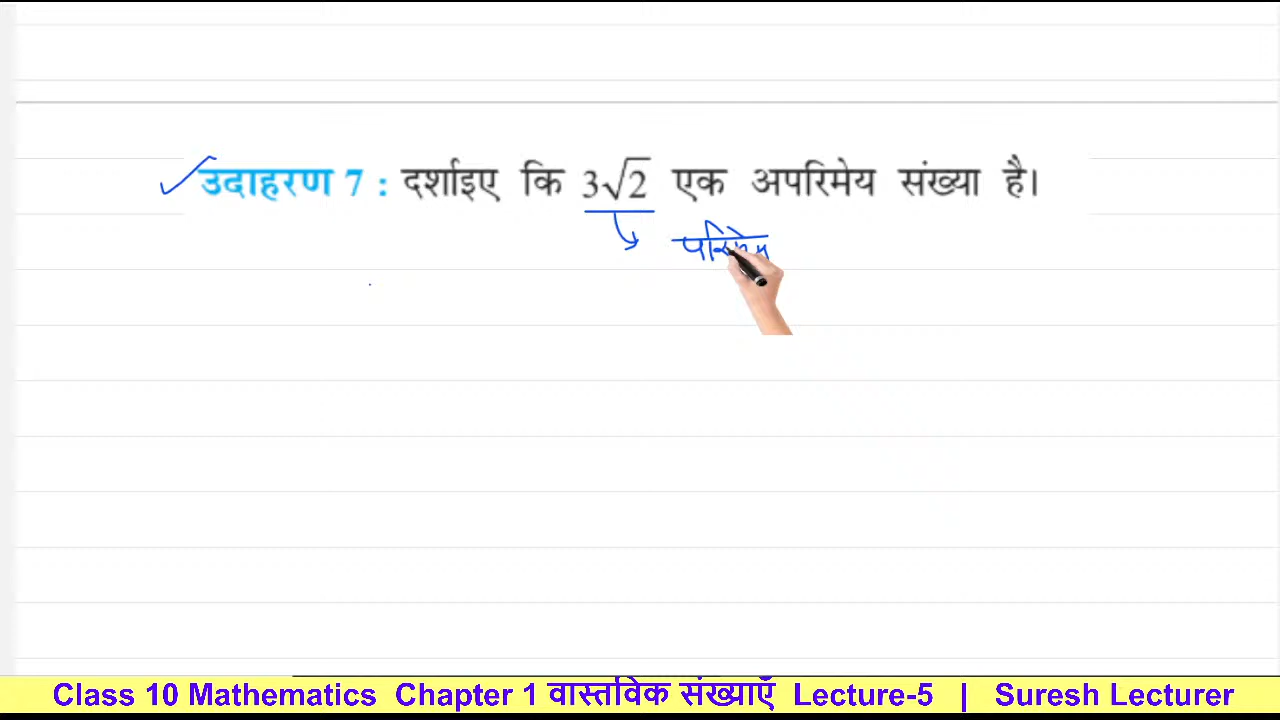 उदाहरण 7 : दर्शाइए कि 3√2 एक अपरिमेय संख्या है।
परिमेय
Class 10 Mathematics Chapter 1 वास्तविक संख्याएँ Lecture-5 | Suresh Lecturer